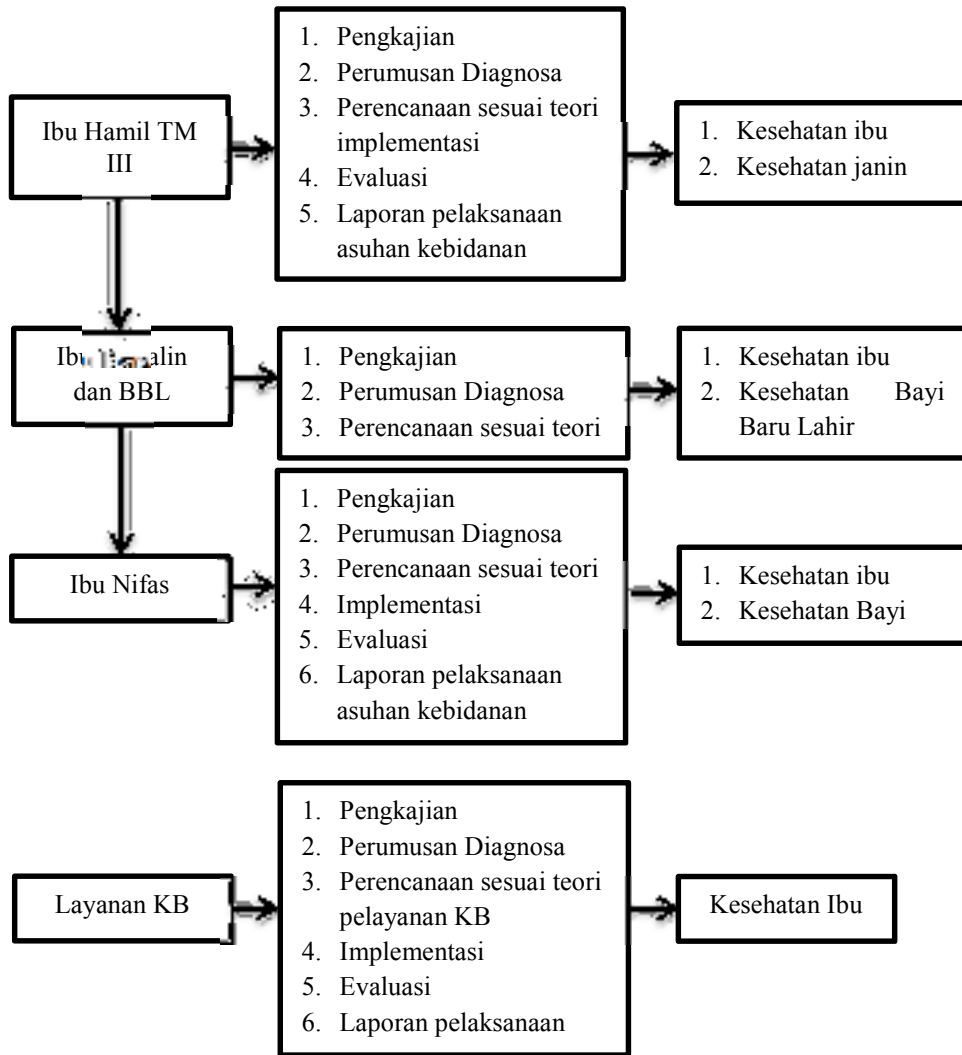 Ibu Hamil TM
III
1. Pengkajian
2. Perumusan Diagnosa
3. Perencanaan sesuai teori
implementasi
4. Evaluasi
5. Laporan pelaksanaan
asuhan kebidanan
1. Kesehatan ibu
2. Kesehatan janin
dan BBL
1. Pengkajian
2. Perumusan Diagnosa
3. Perencanaan sesuai teori
1. Kesehatan ibu
2. Kesehatan Bayi
Baru Lahir
Ibu Nifas
1. Pengkajian
2. Perumusan Diagnosa
3. Perencanaan sesuai teori
4. Implementasi
5. Evaluasi
6. Laporan pelaksanaan
asuhan kebidanan
1. Kesehatan ibu
2. Kesehatan Bayi
Layanan KB
1. Pengkajian
2. Perumusan Diagnosa
3. Perencanaan sesuai teori
pelayanan KB
4. Implementasi
5. Evaluasi
6. Laporan pelaksanaan
Kesehatan Ibu